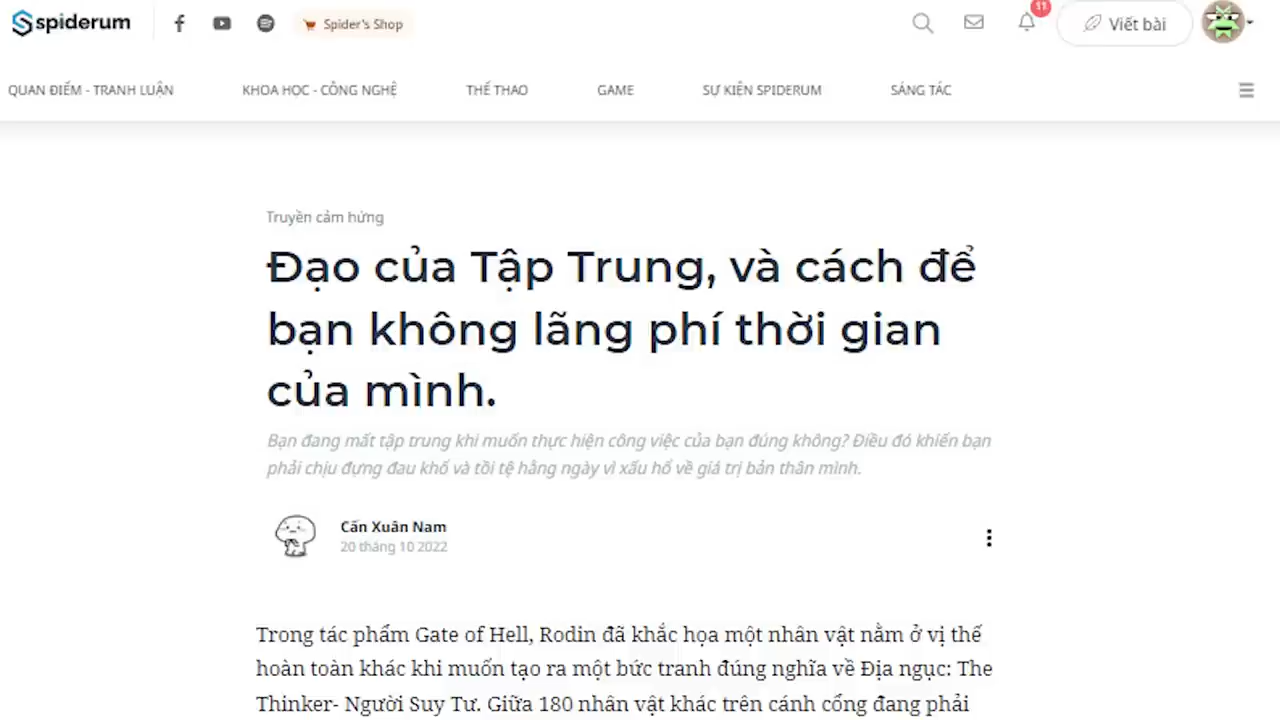 spiderum
Spider's Shop
11
Viết bài
QUAN ĐIỂM - TRANH LUẬN
KHOA HỌC - CÔNG NGHỆ
THỂ THAO
GAME
SỰ KIỆN SPIDERUM
SÁNG TÁC
Truyền cảm hứng
Đạo của Tập Trung, và cách để
bạn không lãng phí thời gian
của mình.
Bạn đang mất tập trung khi muốn thực hiện công việc của bạn đúng không? Điều đó khiến bạn
phải chịu đựng đau khổ và tồi tệ hằng ngày vì xấu hổ về giá trị bản thân mình.
Cấn Xuân Nam
20 tháng 10 2022
Trong tác phẩm Gate of Hell, Rodin đã khắc họa một nhân vật nằm ở vị thế
hoàn toàn khác khi muốn tạo ra một bức tranh đúng nghĩa về Địa ngục: The
Thinker- Người Suy Tư. Giữa 180 nhân vật khác trên cánh cổng đang phải